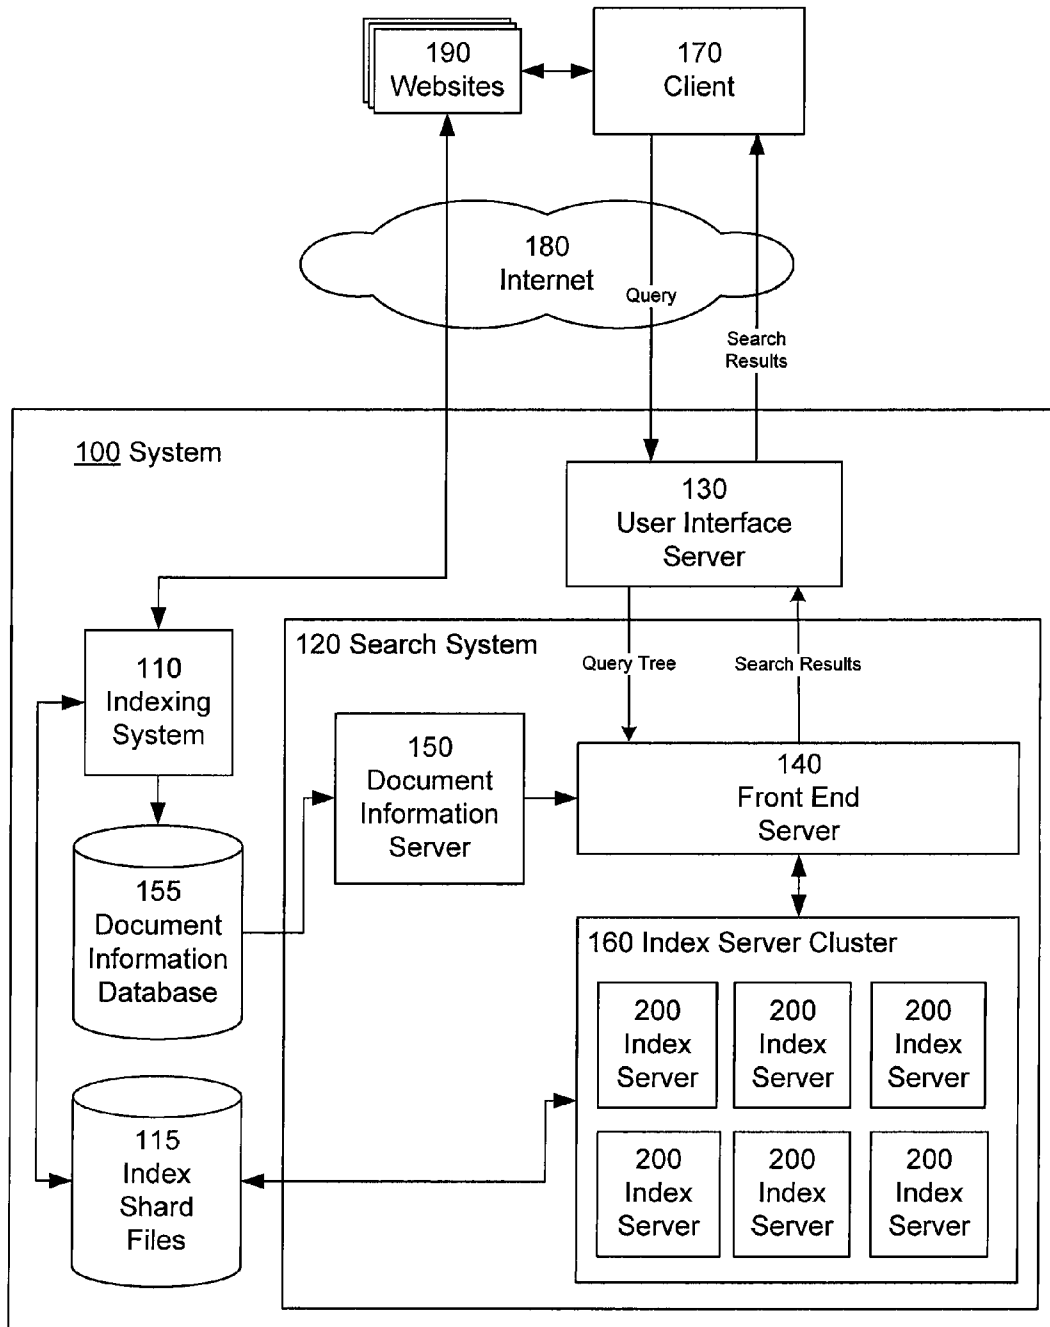 190
Websites
170
Client
180
Internet
Query
Search
Results
100 System
130
User Interface
Server
120 Search System
Query Tree
Search Results
110
Indexing
System
150
Document
Information
Server
140
Front End
Server
155
Document
Information
Database
160 Index Server Cluster
200
Index
Server
200
Index
Server
200
Index
Server
115
Index
Shard
Files
200
Index
Server
200
Index
Server
200
Index
Server